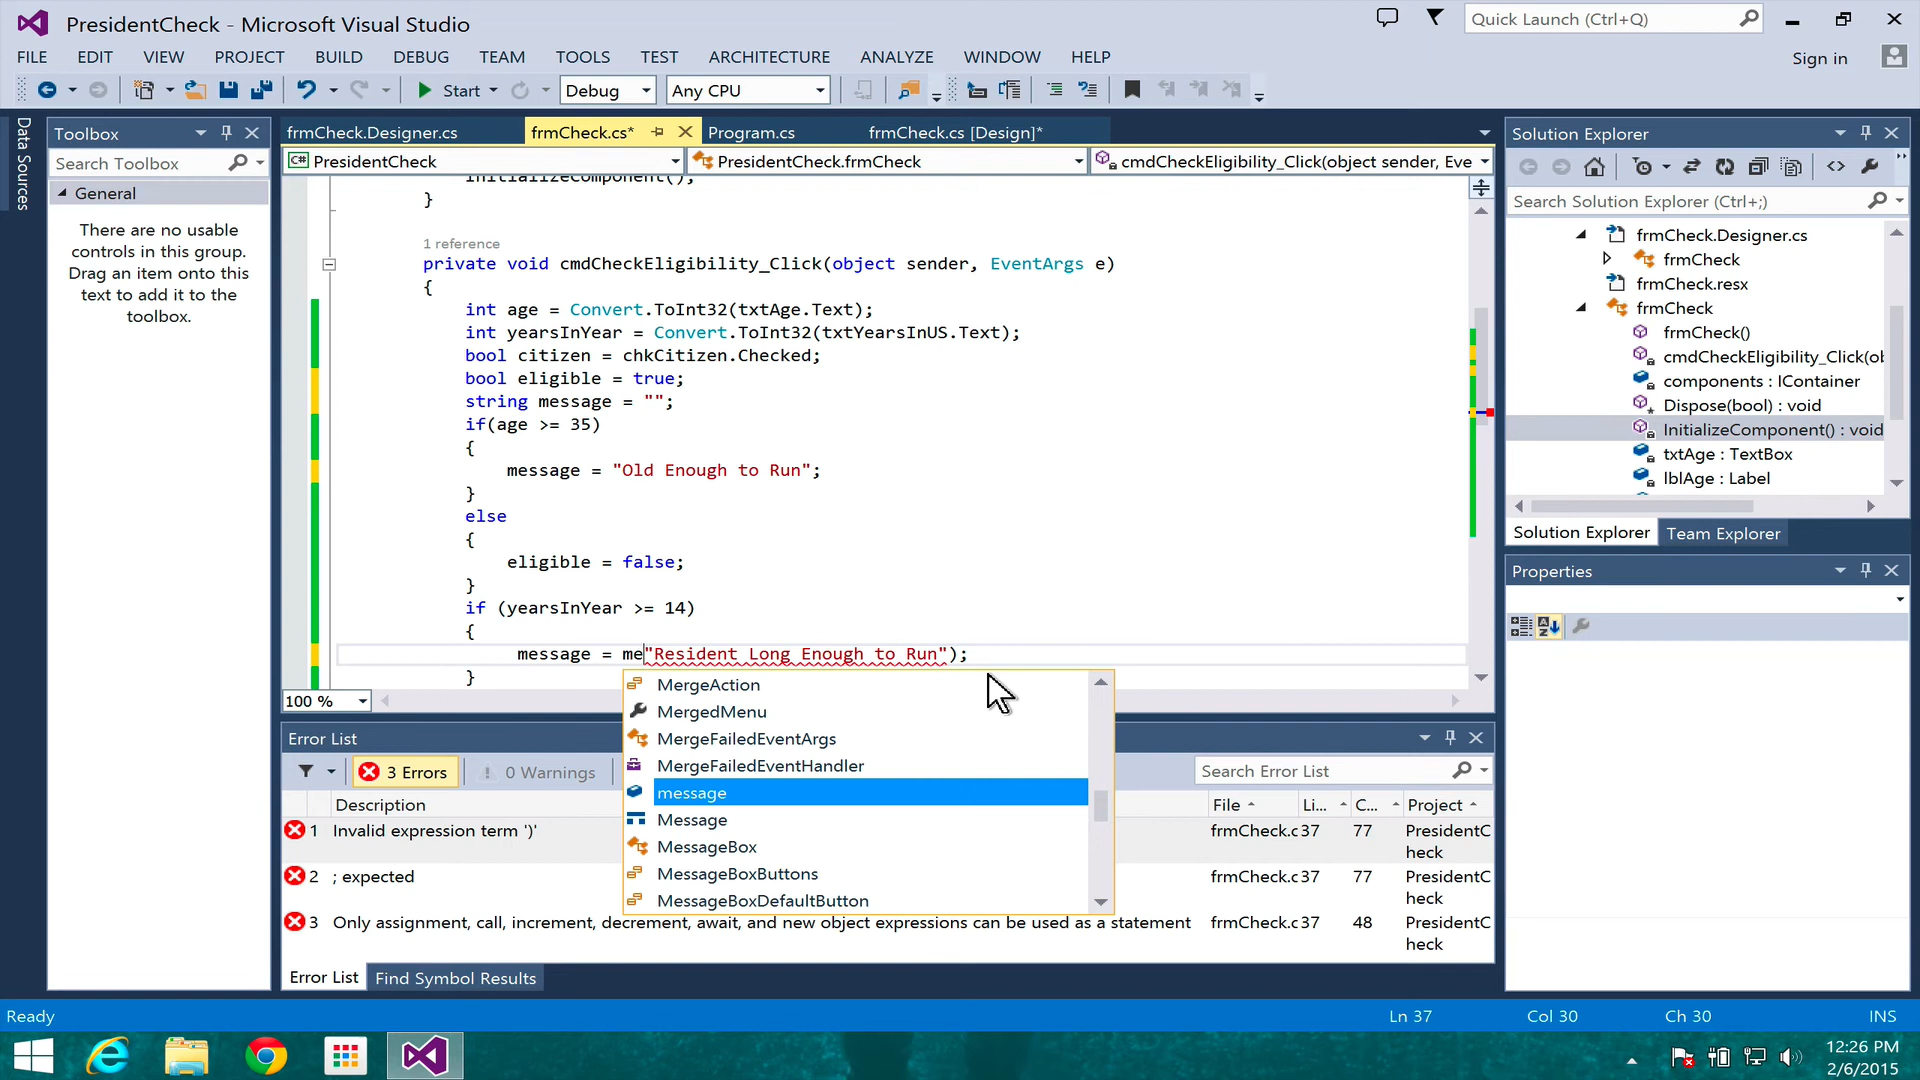 PresidentCheck - Microsoft Visual Studio
Quick Launch (Ctrl+Q)
FILE EDIT VIEW PROJECT BUILD DEBUG TEAM TOOLS TEST ARCHITECTURE ANALYZE WINDOW HELP
Sign in
Start Debug Any CPU
Data Sources
Toolbox
Search Toolbox
General
There are no usable
controls in this group.
Drag an item onto this
text to add it to the
toolbox.
frmCheck.Designer.cs frmCheck.cs* Program.cs frmCheck.cs [Design]*
C# PresidentCheck PresidentCheck.frmCheck cmdCheckEligibility_Click(object sender, Eve
InitializeComponent();
}
1 reference
private void cmdCheckEligibility_Click(object sender, EventArgs e)
{
int age = Convert.ToInt32(txtAge.Text);
int yearsInYear = Convert.ToInt32(txtYearsInUS.Text);
bool citizen = chkCitizen.Checked;
bool eligible = true;
string message = "";
if(age >= 35)
{
message = "Old Enough to Run";
}
else
{
eligible = false;
}
if (yearsInYear >= 14)
{
message = me"Resident Long Enough to Run");
}
100 %
MergeAction
MergedMenu
MergeFailedEventArgs
MergeFailedEventHandler
message
Message
MessageBox
MessageBoxButtons
MessageBoxDefaultButton
Error List
3 Errors 0 Warnings Search Error List
Description File Li... C... Project
1 Invalid expression term ')' frmCheck.c 37 77 PresidentC
heck
2 ; expected frmCheck.c 37 77 PresidentC
heck
3 Only assignment, call, increment, decrement, await, and new object expressions can be used as a statement frmCheck.c 37 48 PresidentC
heck
Error List Find Symbol Results
Solution Explorer
Search Solution Explorer (Ctrl+;)
frmCheck.Designer.cs
frmCheck
frmCheck.resx
frmCheck
frmCheck()
cmdCheckEligibility_Click(ob
components : IContainer
Dispose(bool) : void
InitializeComponent() : void
txtAge : TextBox
lblAge : Label
Solution Explorer Team Explorer
Properties
Ready Ln 37 Col 30 Ch 30 INS
12:26 PM
2/6/2015